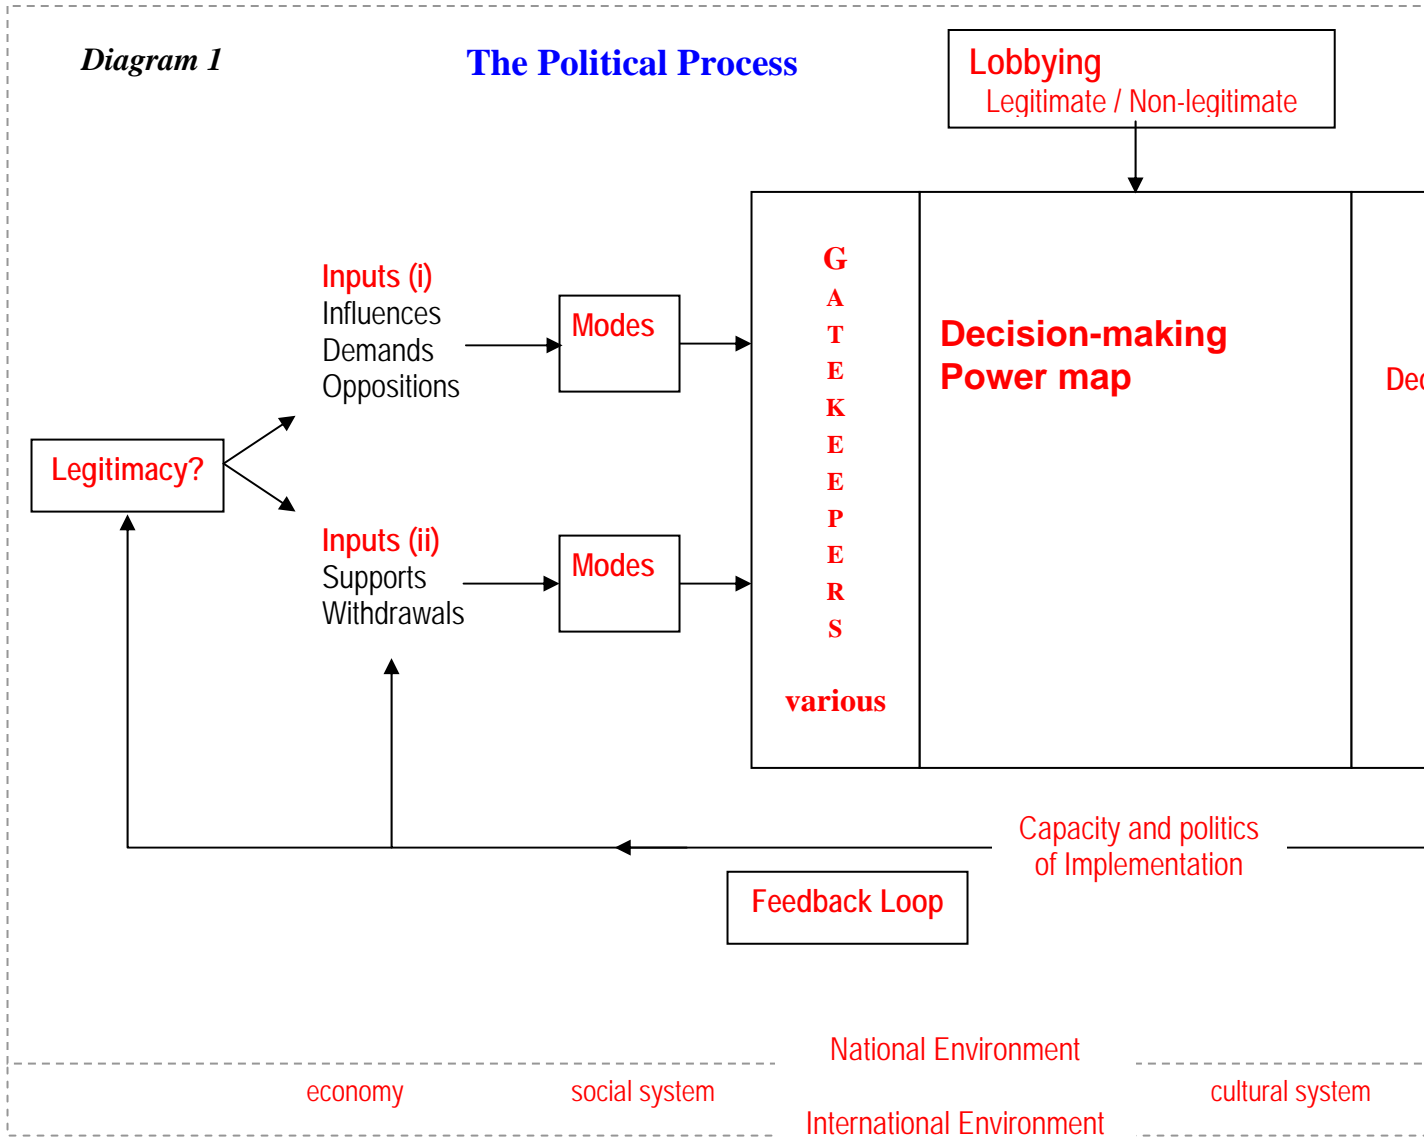 Diagram 1
The Political Process
Lobbying
Legitimate / Non-legitimate
Inputs (i)
Influences
Demands
Oppositions
Modes
G
A
T
E
K
E
E
P
E
R
S
various
Decision-making
Power map
Legitimacy?
Inputs (ii)
Supports
Withdrawals
Modes
Capacity and politics
of Implementation
Feedback Loop
National Environment
economy
social system
cultural system
International Environment